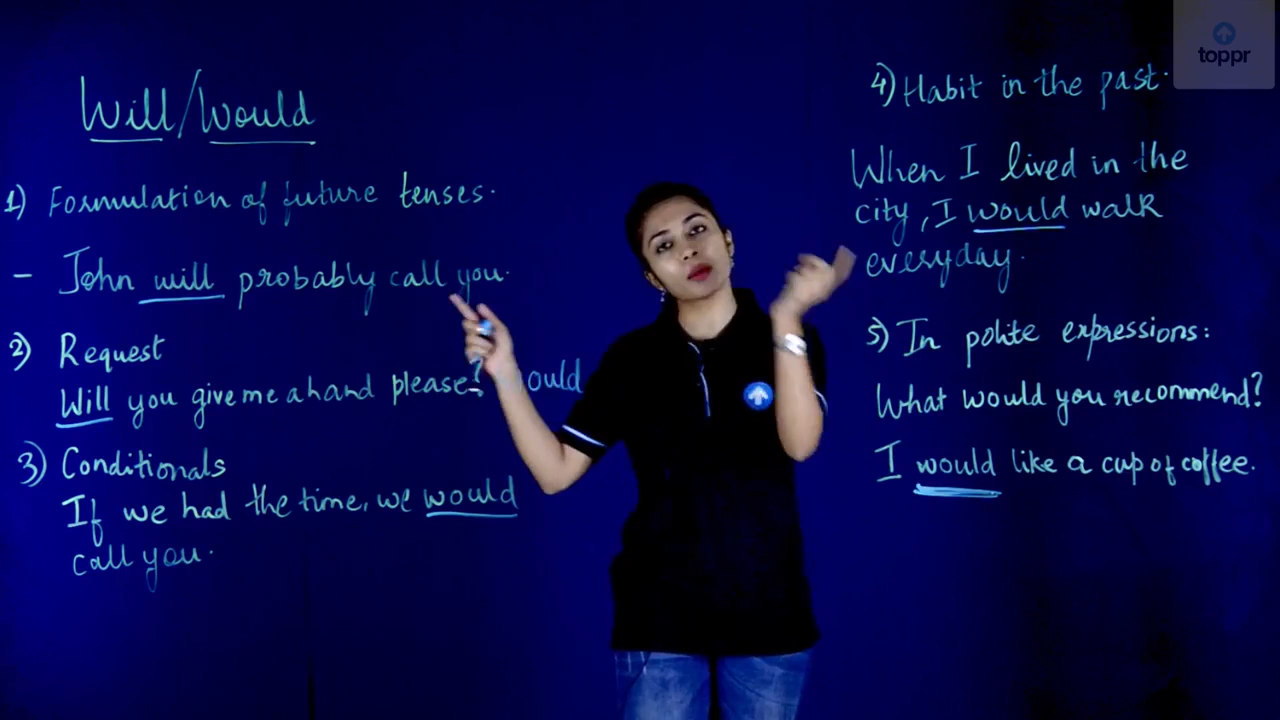 Will/Would
1) Formulation of future tenses.
- John will probably call you.
2) Request
Will you give me a hand please? ould
3) Conditionals
If we had the time, we would
call you.
4) Habit in the past.
When I lived in the
city, I would walk
everyday.
5) In polite expressions:
What would you recommend?
I would like a cup of coffee.
toppr